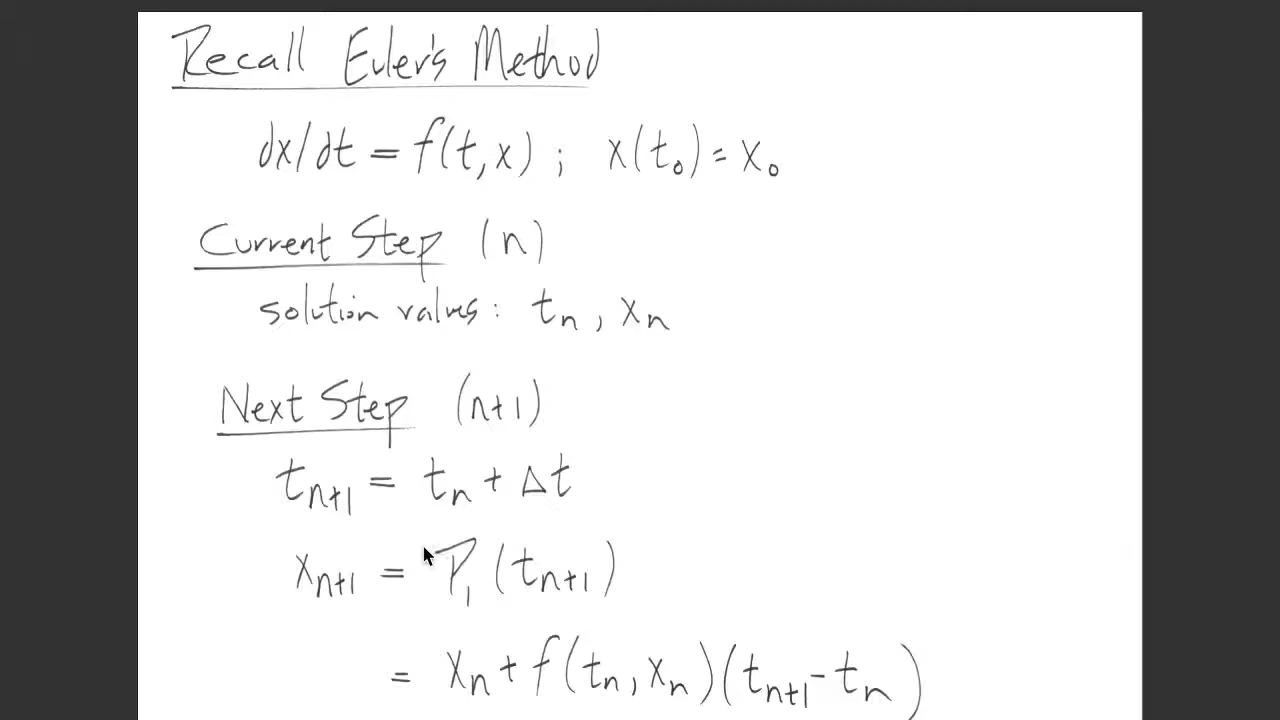 Recall Euler's Method
dx/dt = f(t,x) ; x(t₀) = x₀
Current Step (n)
solution values: tₙ, xₙ
Next Step (n+1)
tₙ₊₁ = tₙ + Δt
xₙ₊₁ = P₁(tₙ₊₁)
= xₙ + f(tₙ, xₙ)(tₙ₊₁ - tₙ)